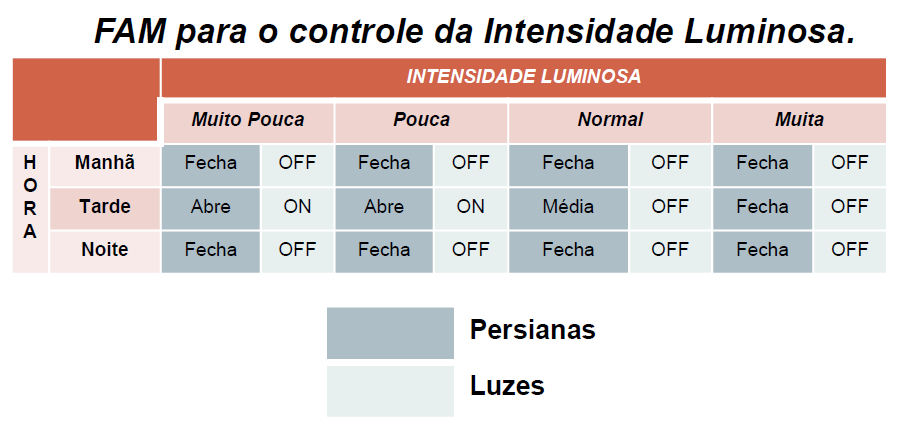 FAM para o controle da Intensidade Luminosa.
INTENSIDADE LUMINOSA
Muito Pouca Pouca Normal Muita
HORA
Manhã Fecha OFF Fecha OFF Fecha OFF Fecha OFF
Tarde Abre ON Abre ON Média OFF Fecha OFF
Noite Fecha OFF Fecha OFF Fecha OFF Fecha OFF
Persianas
Luzes